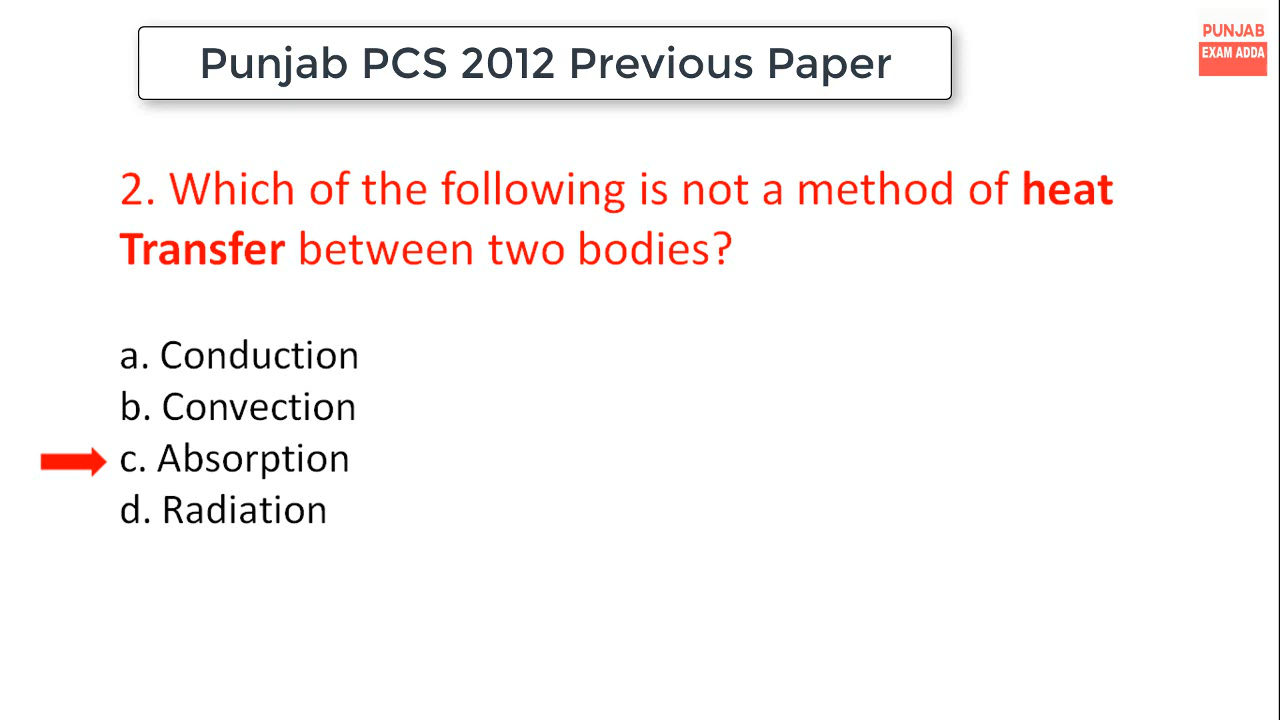 Punjab PCS 2012 Previous Paper
PUNJAB
EXAM ADDA
2. Which of the following is not a method of heat
Transfer between two bodies?
a. Conduction
b. Convection
c. Absorption
d. Radiation